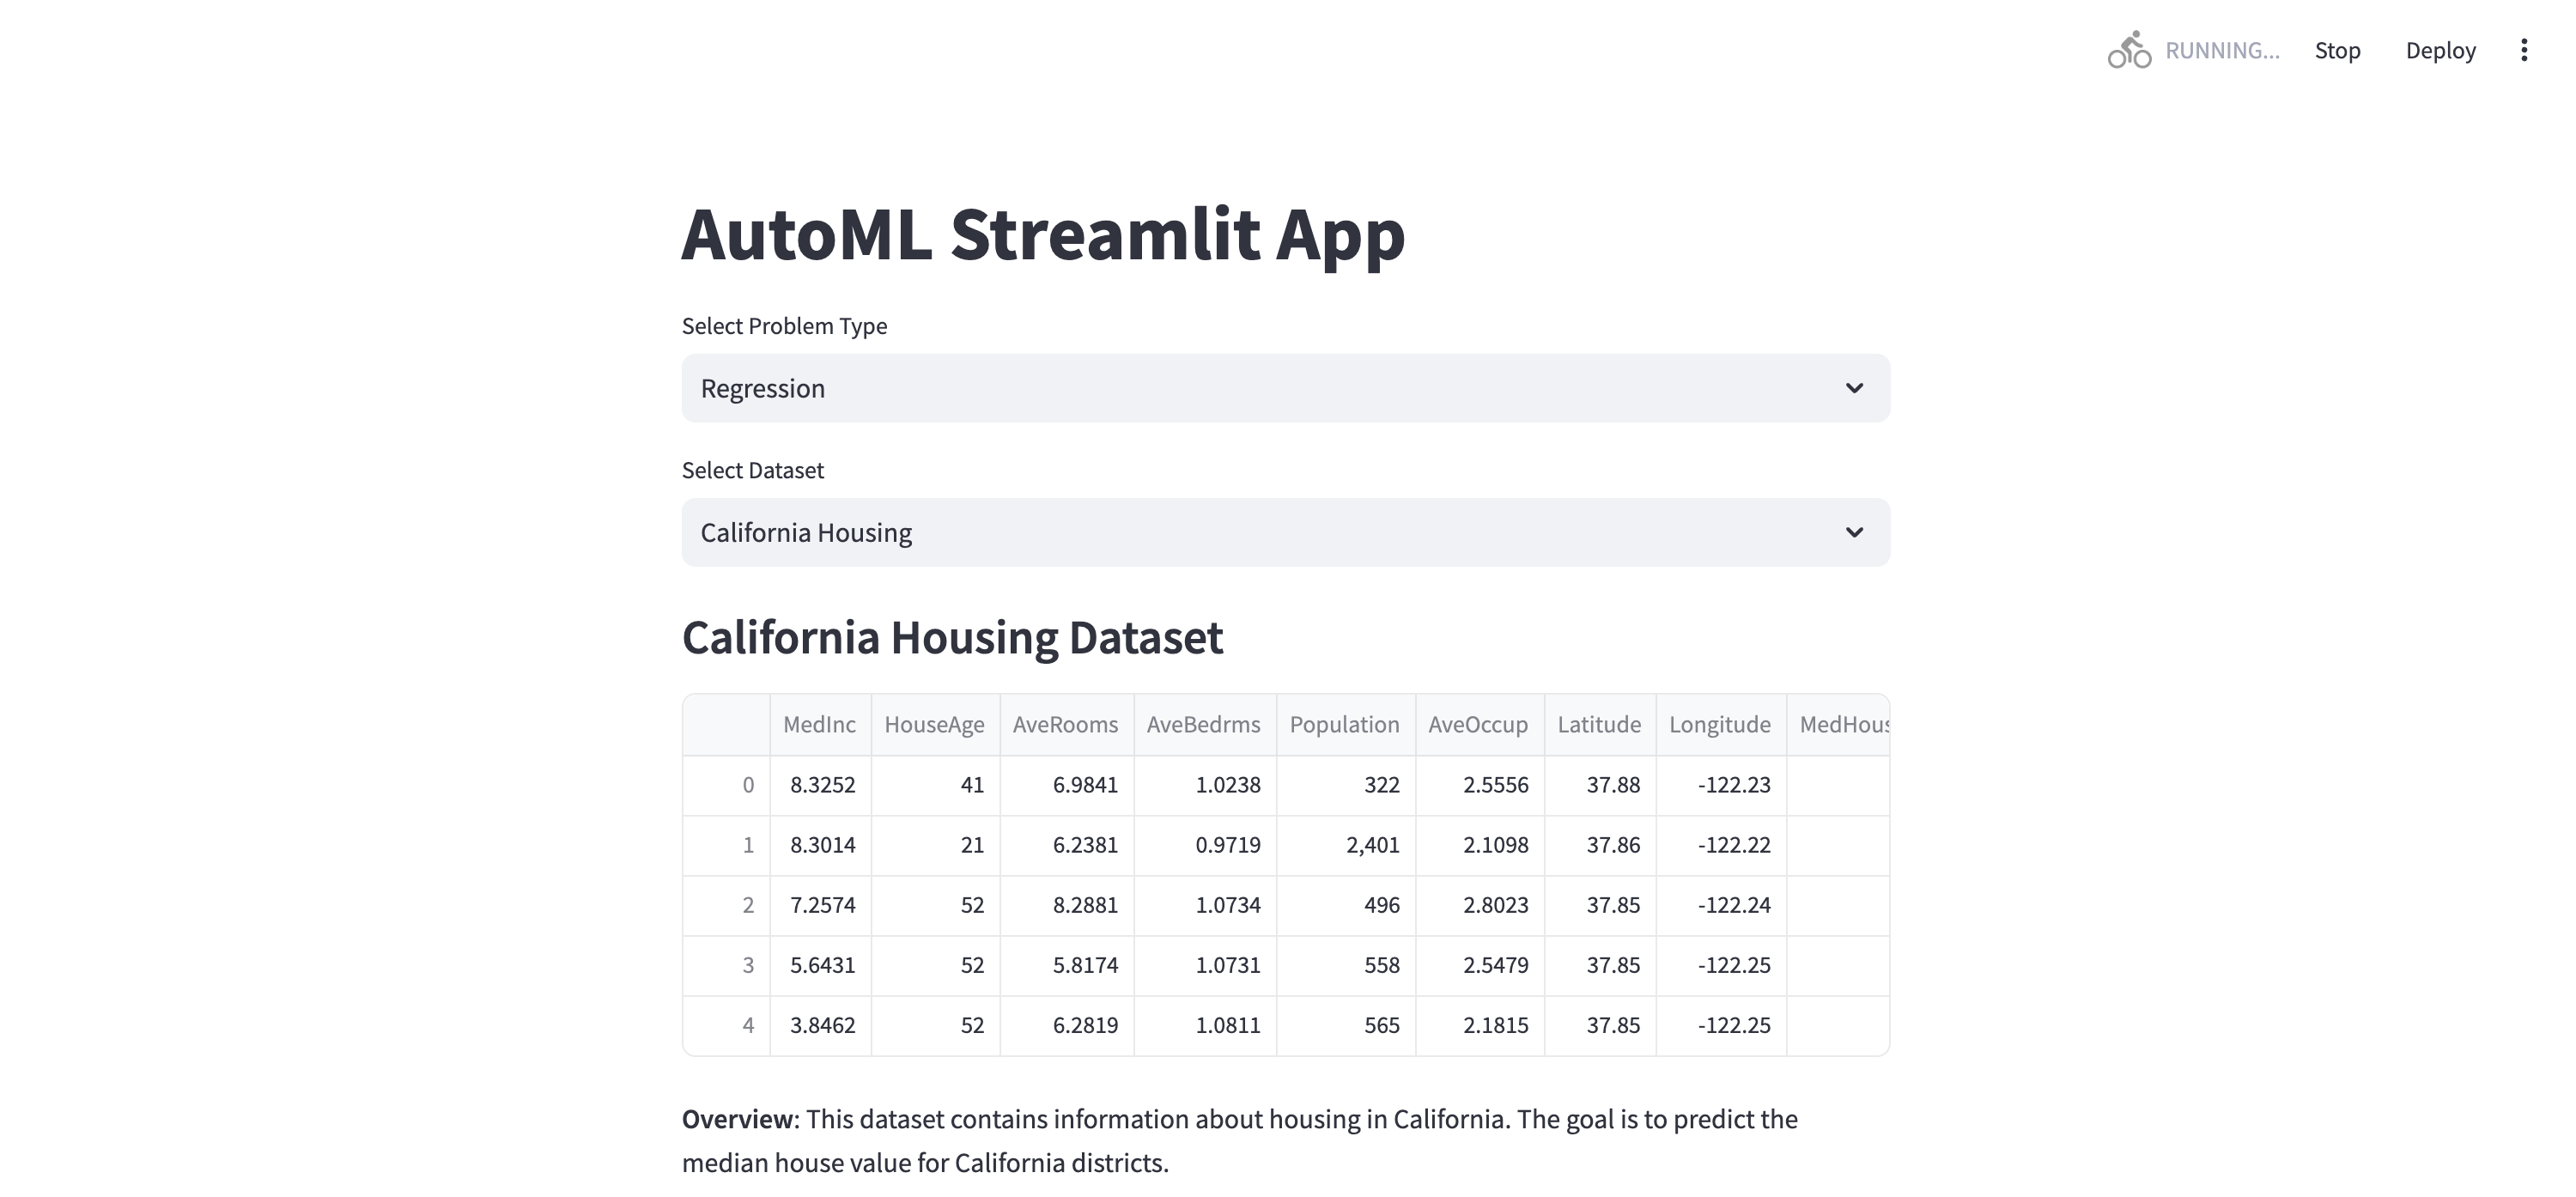 RUNNING... Stop Deploy
AutoML Streamlit App
Select Problem Type
Regression
Select Dataset
California Housing
California Housing Dataset
MedInc HouseAge AveRooms AveBedrms Population AveOccup Latitude Longitude MedHous
0 8.3252 41 6.9841 1.0238 322 2.5556 37.88 -122.23
1 8.3014 21 6.2381 0.9719 2,401 2.1098 37.86 -122.22
2 7.2574 52 8.2881 1.0734 496 2.8023 37.85 -122.24
3 5.6431 52 5.8174 1.0731 558 2.5479 37.85 -122.25
4 3.8462 52 6.2819 1.0811 565 2.1815 37.85 -122.25
Overview: This dataset contains information about housing in California. The goal is to predict the
median house value for California districts.